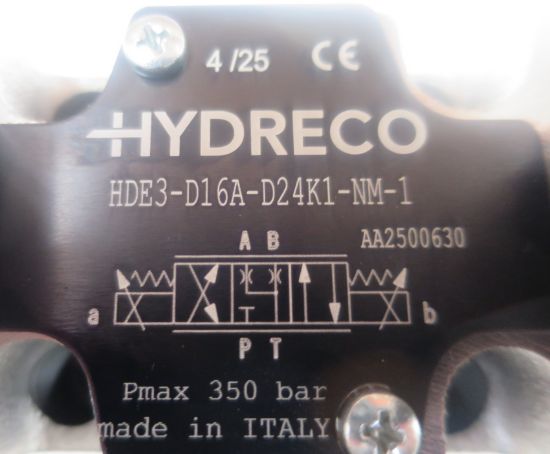 4 /25 CE
HYDRECO
HDE3-D16A-D24K1-NM-1
A B AA2500630
a b
P T
Pmax 350 bar
made in ITALY